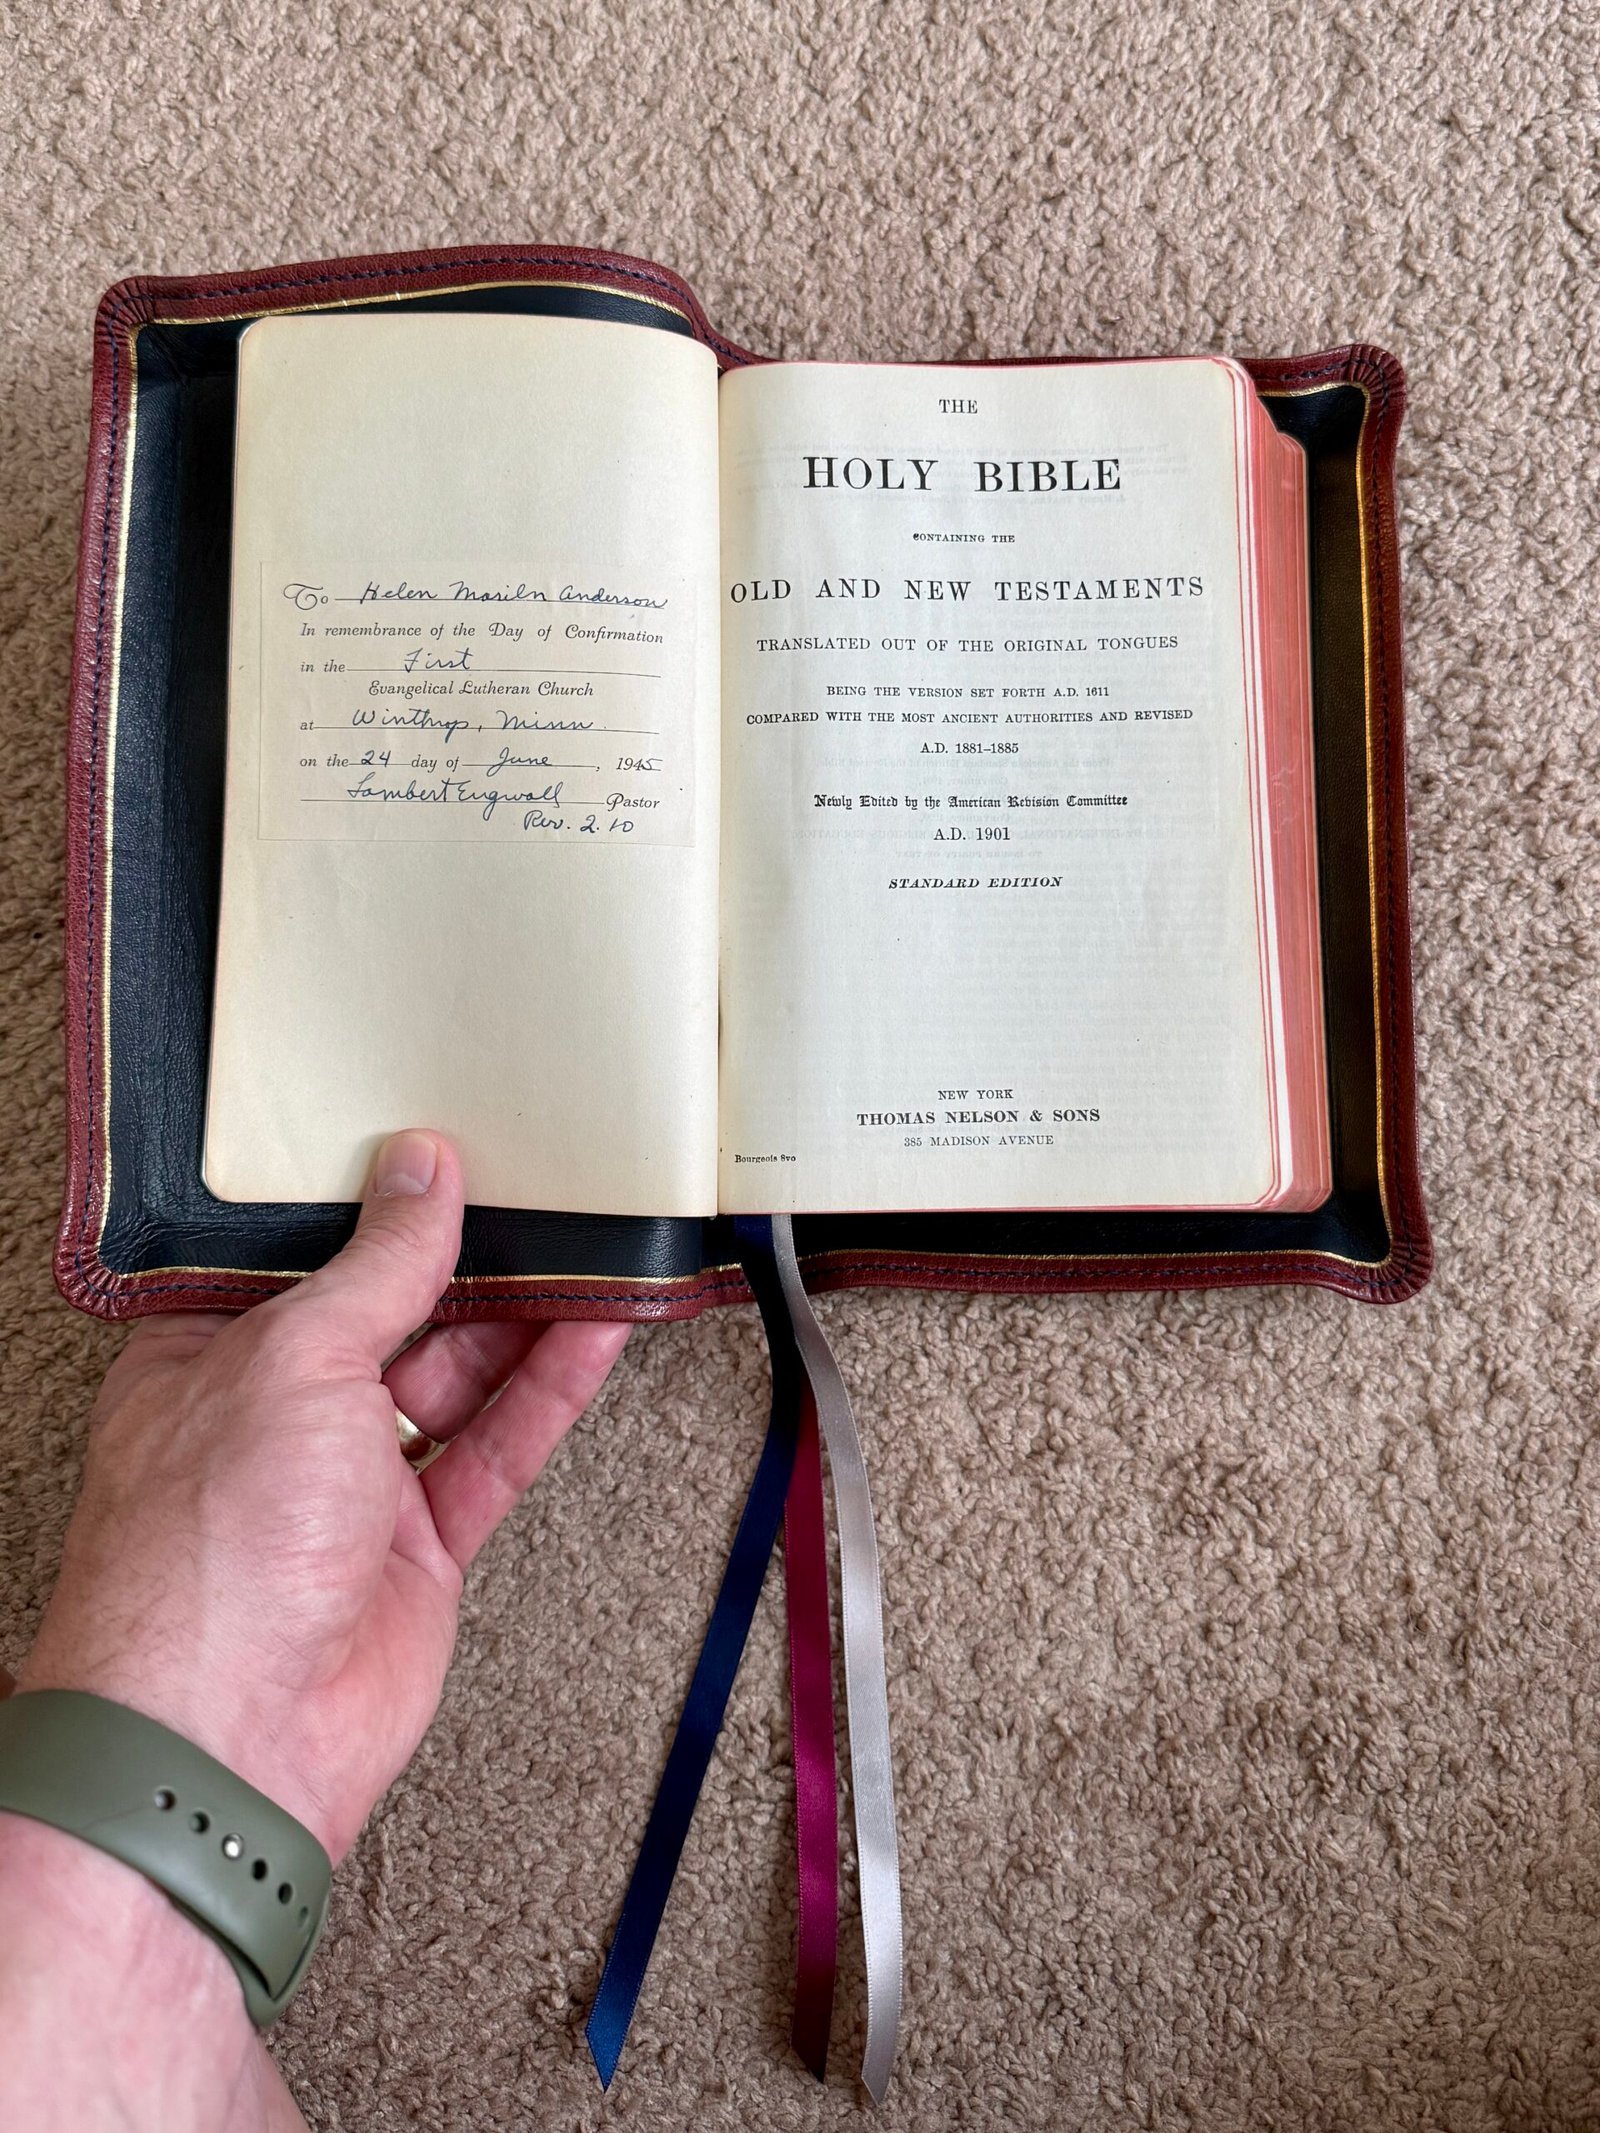 To Helen Mariln Anderson
In remembrance of the Day of Confirmation
in the First
Evangelical Lutheran Church
at Winthrop, Minn.
on the 24 day of June, 1945
Lambert Engwall Pastor
Rev. 2.10
THE
HOLY BIBLE
CONTAINING THE
OLD AND NEW TESTAMENTS
TRANSLATED OUT OF THE ORIGINAL TONGUES
BEING THE VERSION SET FORTH A.D. 1611
COMPARED WITH THE MOST ANCIENT AUTHORITIES AND REVISED
A.D. 1881–1885
Newly Edited by the American Revision Committee
A.D. 1901
STANDARD EDITION
NEW YORK
THOMAS NELSON & SONS
385 MADISON AVENUE
Bourgeois 8vo